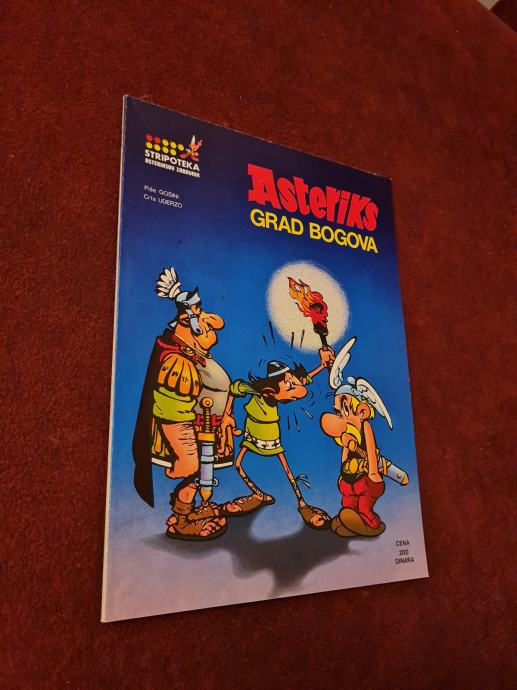 STRIPOTEKA
ASTERIKSOV ZABAVNIK
Piše GOŠINI
Crta UDERZO
Asteriks
GRAD BOGOVA
CENA
200
DINARA